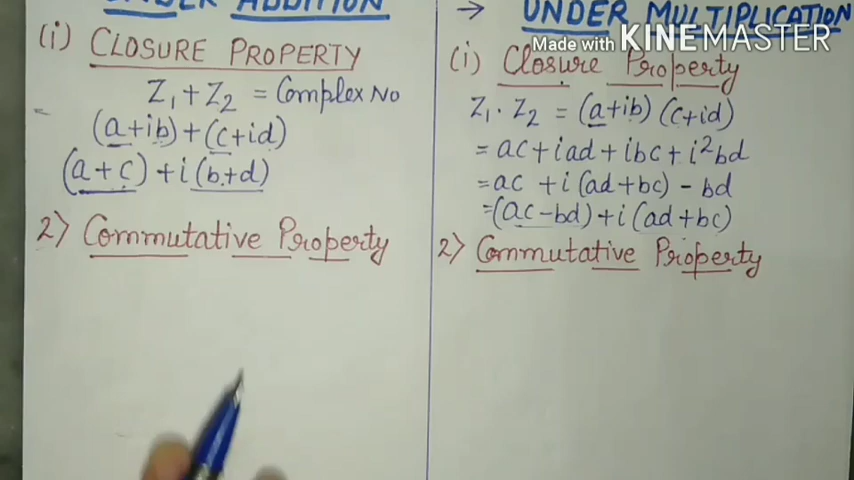 UNDER ADDITION
(i) CLOSURE PROPERTY
Z₁ + Z₂ = Complex No
=
(a+ib) + (c+id)
(a+c) + i(b+d)
2) Commutative Property
→ UNDER MULTIPLICATION
Made with KINEMASTER
(i) Closure Property
Z₁ . Z₂ = (a+ib) (c+id)
= ac + iad + ibc + i²bd
= ac + i(ad+bc) - bd
= (ac-bd) + i(ad+bc)
2) Commutative Property